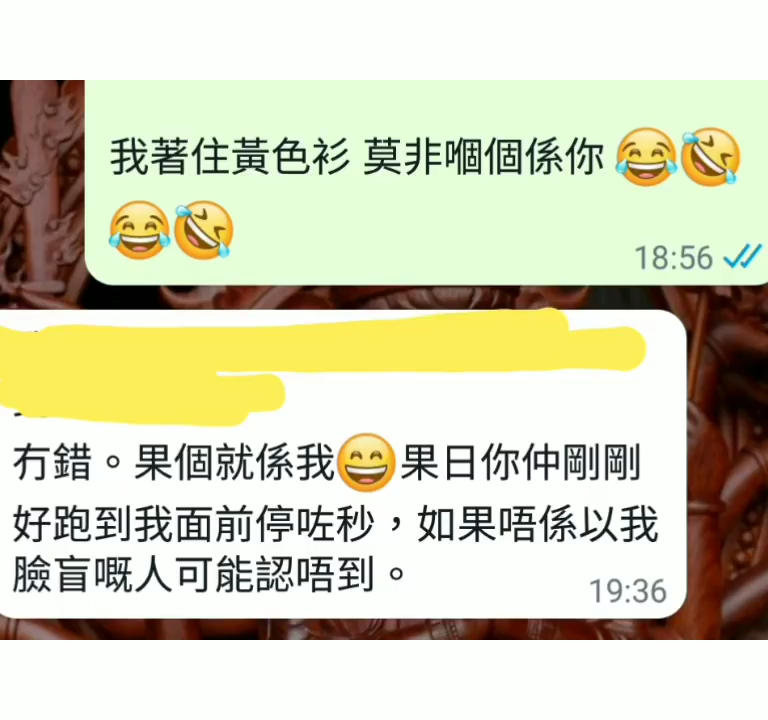 我著住黃色衫 莫非嗰個係你 😂🤣
😂🤣
18:56
冇錯。果個就係我😄果日你仲剛剛
好跑到我面前停咗秒，如果唔係以我
臉盲嘅人可能認唔到。
19:36